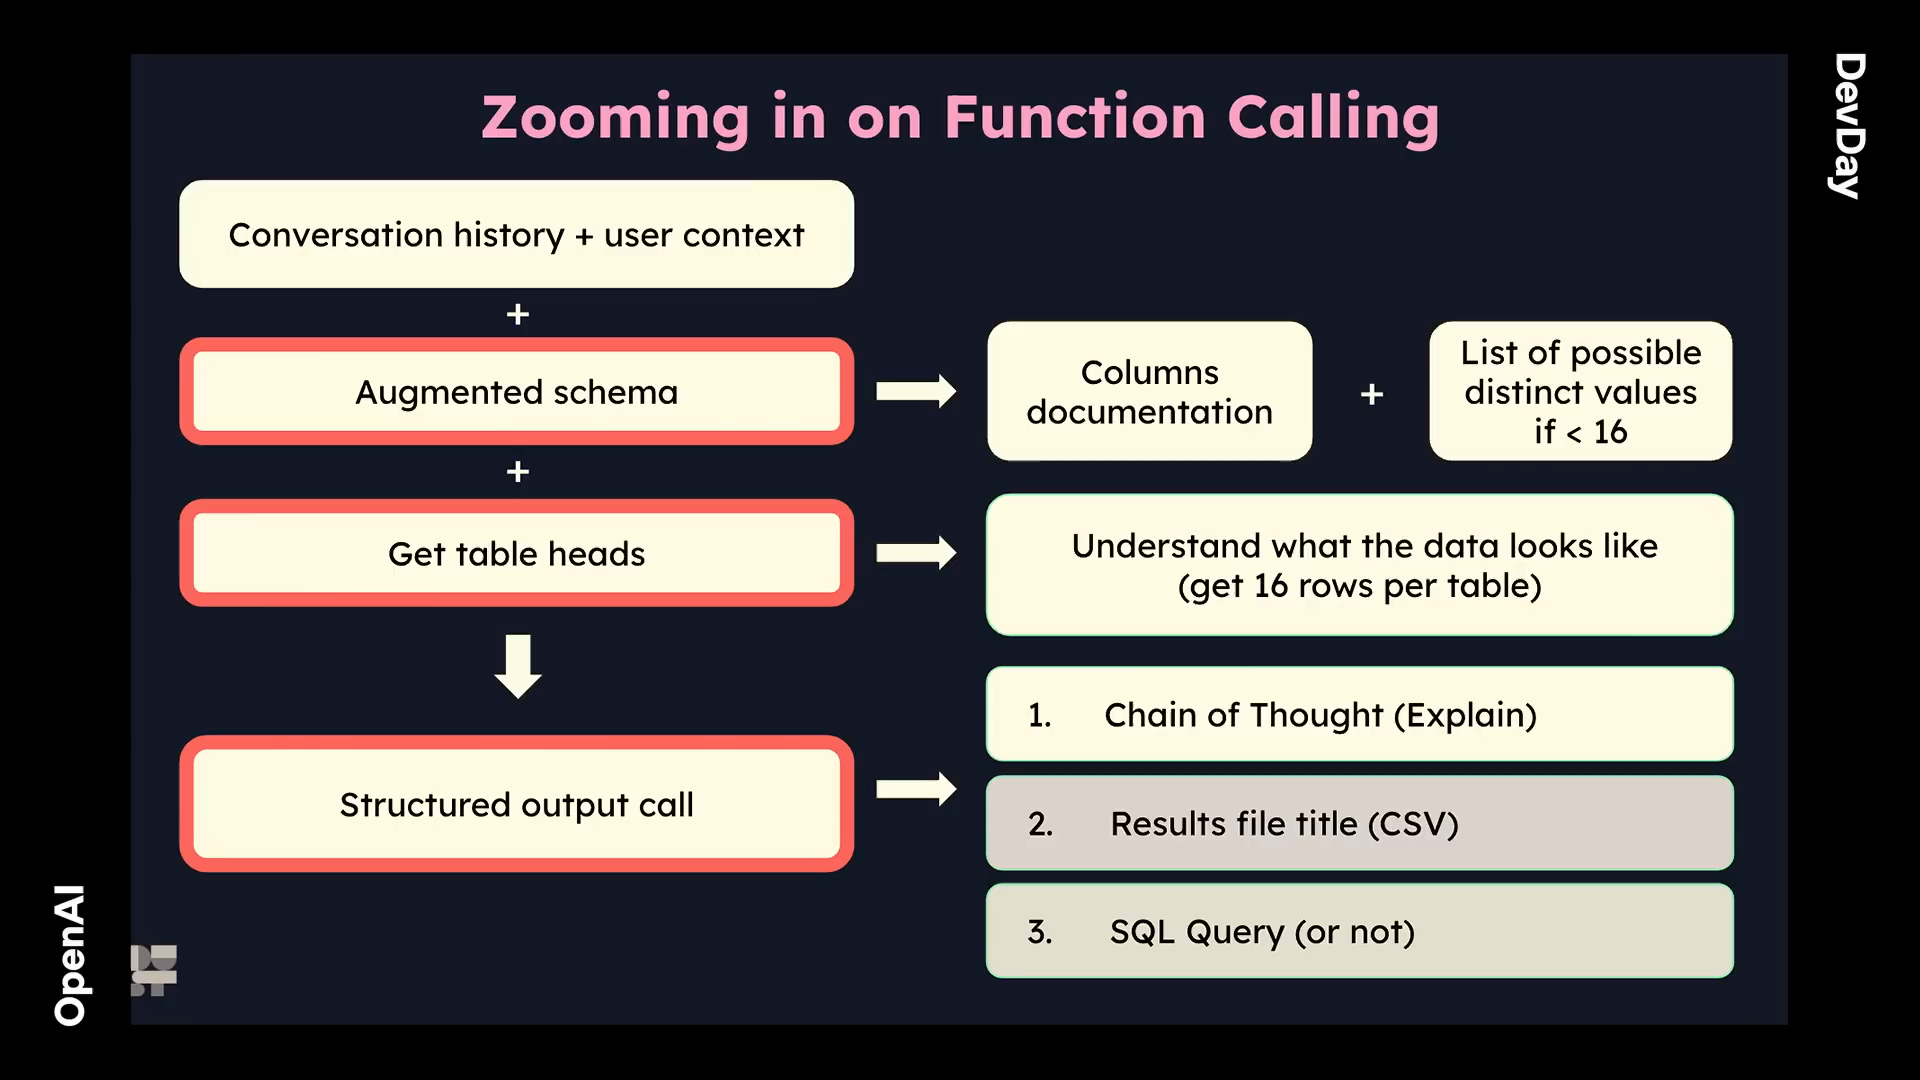 Zooming in on Function Calling
Conversation history + user context
+
Augmented schema
Columns
documentation
+
List of possible
distinct values
if < 16
+
Get table heads
Understand what the data looks like
(get 16 rows per table)
Structured output call
1. Chain of Thought (Explain)
2. Results file title (CSV)
3. SQL Query (or not)
DevDay
OpenAI
DUST